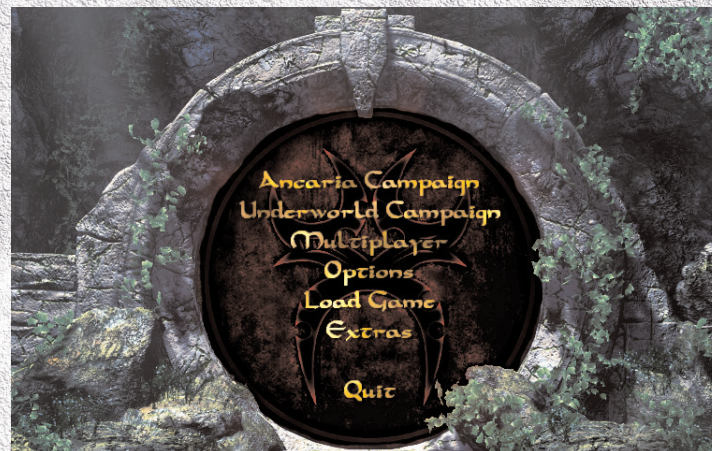 Ancaria Campaign
Underworld Campaign
Multiplayer
Options
Load Game
Extras
Quit